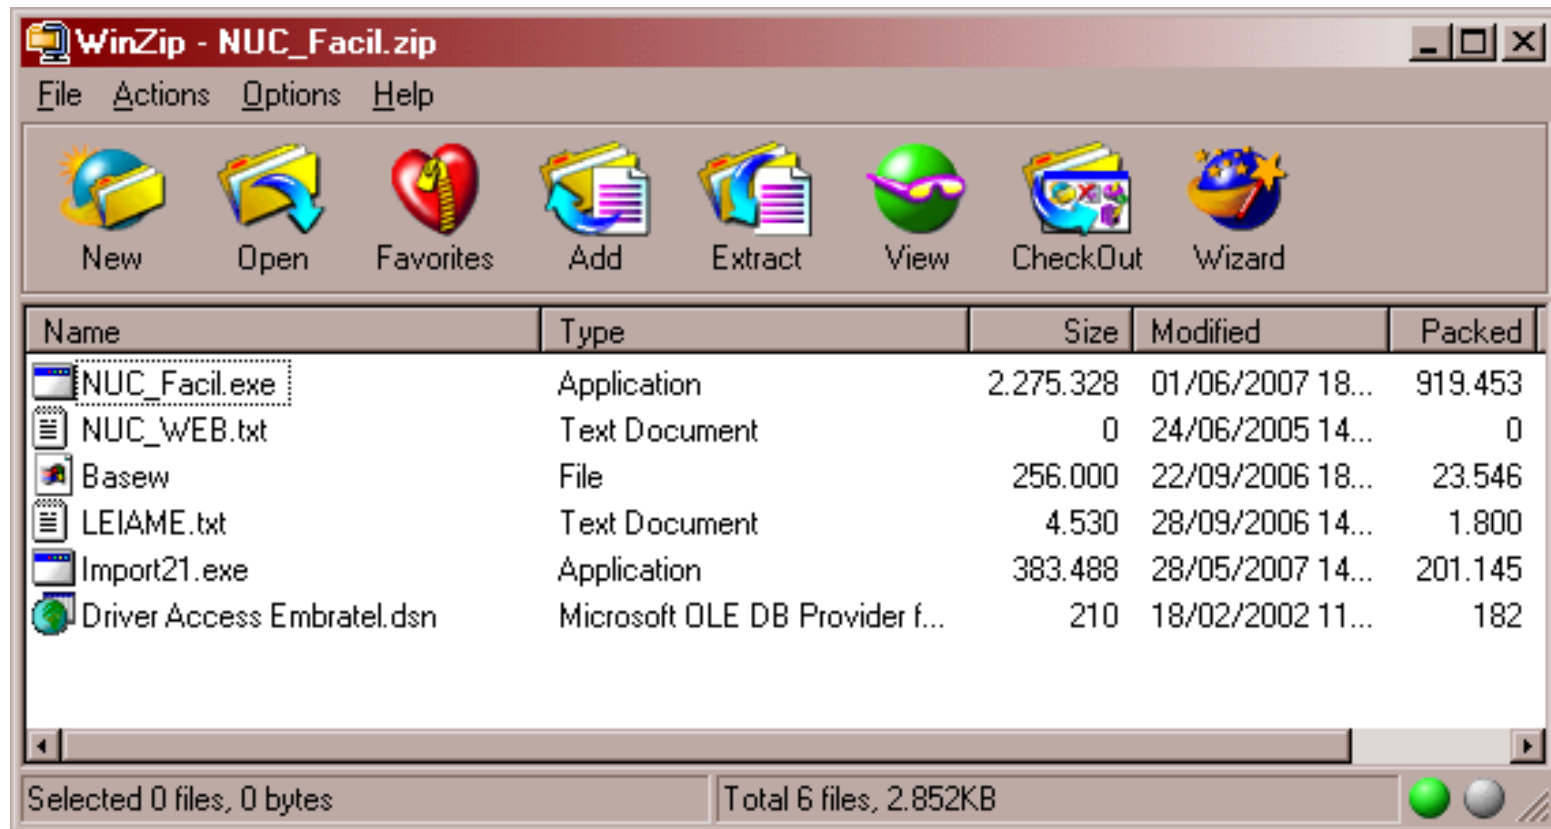 WinZip - NUC_Facil.zip
File Actions Options Help
New Open Favorites Add Extract View CheckOut Wizard
Name Type Size Modified Packed
NUC_Facil.exe Application 2.275.328 01/06/2007 18... 919.453
NUC_WEB.txt Text Document 0 24/06/2005 14... 0
Basew File 256.000 22/09/2006 18... 23.546
LEIAME.txt Text Document 4.530 28/09/2006 14... 1.800
Import21.exe Application 383.488 28/05/2007 14... 201.145
Driver Access Embratel.dsn Microsoft OLE DB Provider f... 210 18/02/2002 11... 182
Selected 0 files, 0 bytes Total 6 files, 2.852KB